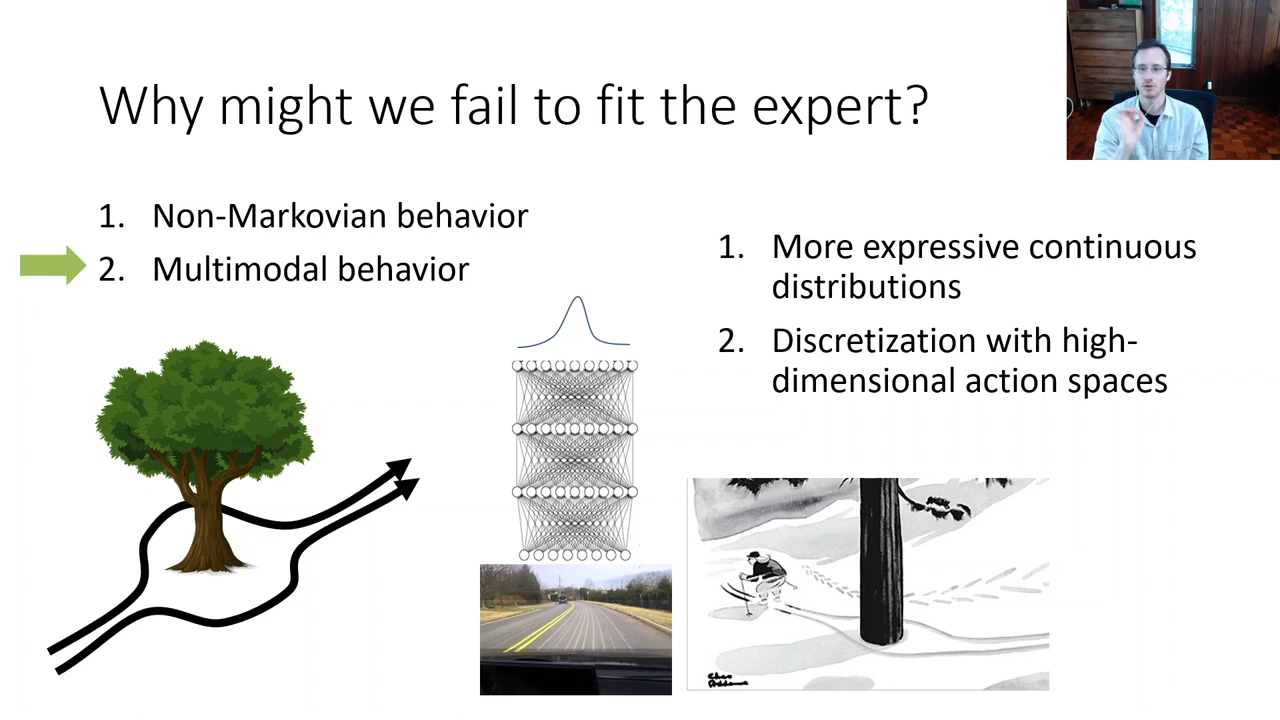 Why might we fail to fit the expert?
1. Non-Markovian behavior
2. Multimodal behavior
1. More expressive continuous
distributions
2. Discretization with high-
dimensional action spaces